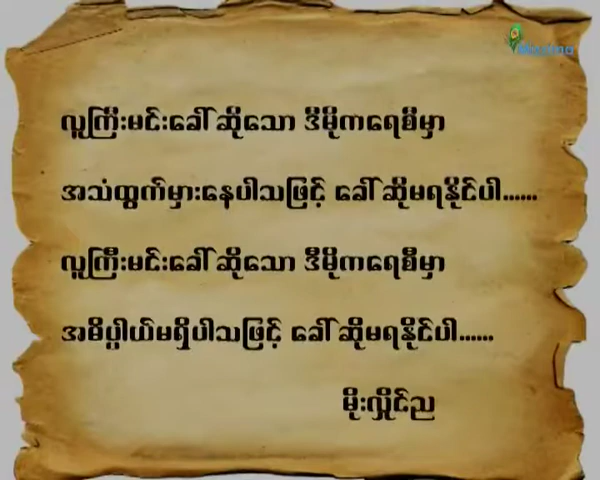 Mizzima
လူကြီးမင်းခေါ်ဆိုသော ဒီမိုကရေစီမှာ
အသံထွက်မှားနေပါသဖြင့် ခေါ်ဆိုမရနိုင်ပါ......
လူကြီးမင်းခေါ်ဆိုသော ဒီမိုကရေစီမှာ
အဓိပ္ပါယ်မရှိပါသဖြင့် ခေါ်ဆိုမရနိုင်ပါ......
မိုးလှိုင်ည